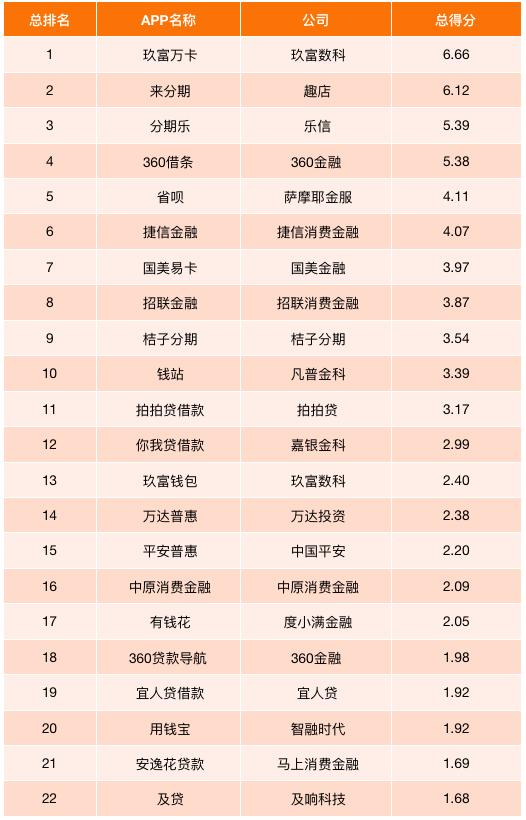 总排名 APP名称 公司 总得分
1 玖富万卡 玖富数科 6.66
2 来分期 趣店 6.12
3 分期乐 乐信 5.39
4 360借条 360金融 5.38
5 省呗 萨摩耶金服 4.11
6 捷信金融 捷信消费金融 4.07
7 国美易卡 国美金融 3.97
8 招联金融 招联消费金融 3.87
9 桔子分期 桔子分期 3.54
10 钱站 凡普金科 3.39
11 拍拍贷借款 拍拍贷 3.17
12 你我贷借款 嘉银金科 2.99
13 玖富钱包 玖富数科 2.40
14 万达普惠 万达投资 2.38
15 平安普惠 中国平安 2.20
16 中原消费金融 中原消费金融 2.09
17 有钱花 度小满金融 2.05
18 360贷款导航 360金融 1.98
19 宜人贷借款 宜人贷 1.92
20 用钱宝 智融时代 1.92
21 安逸花贷款 马上消费金融 1.69
22 及贷 及响科技 1.68